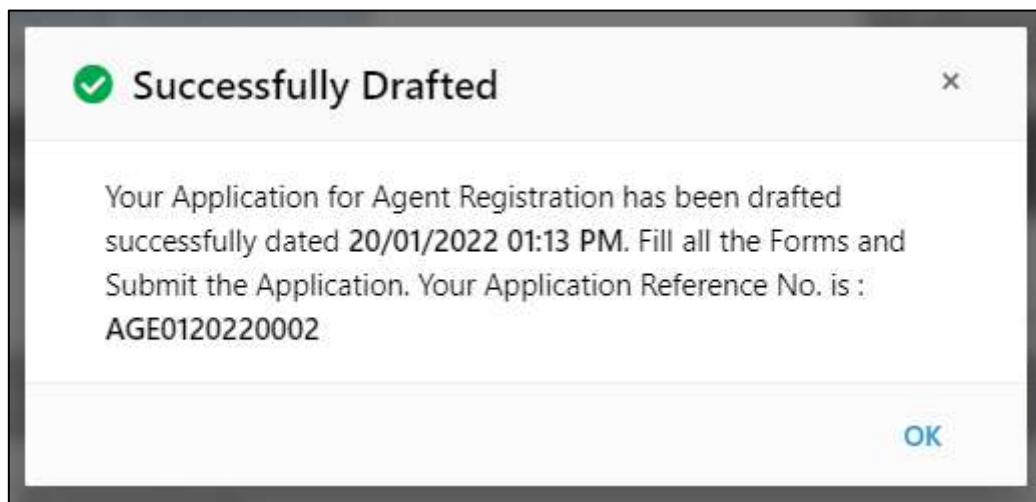 Successfully Drafted
×
Your Application for Agent Registration has been drafted
successfully dated 20/01/2022 01:13 PM. Fill all the Forms and
Submit the Application. Your Application Reference No. is :
AGE0120220002
OK